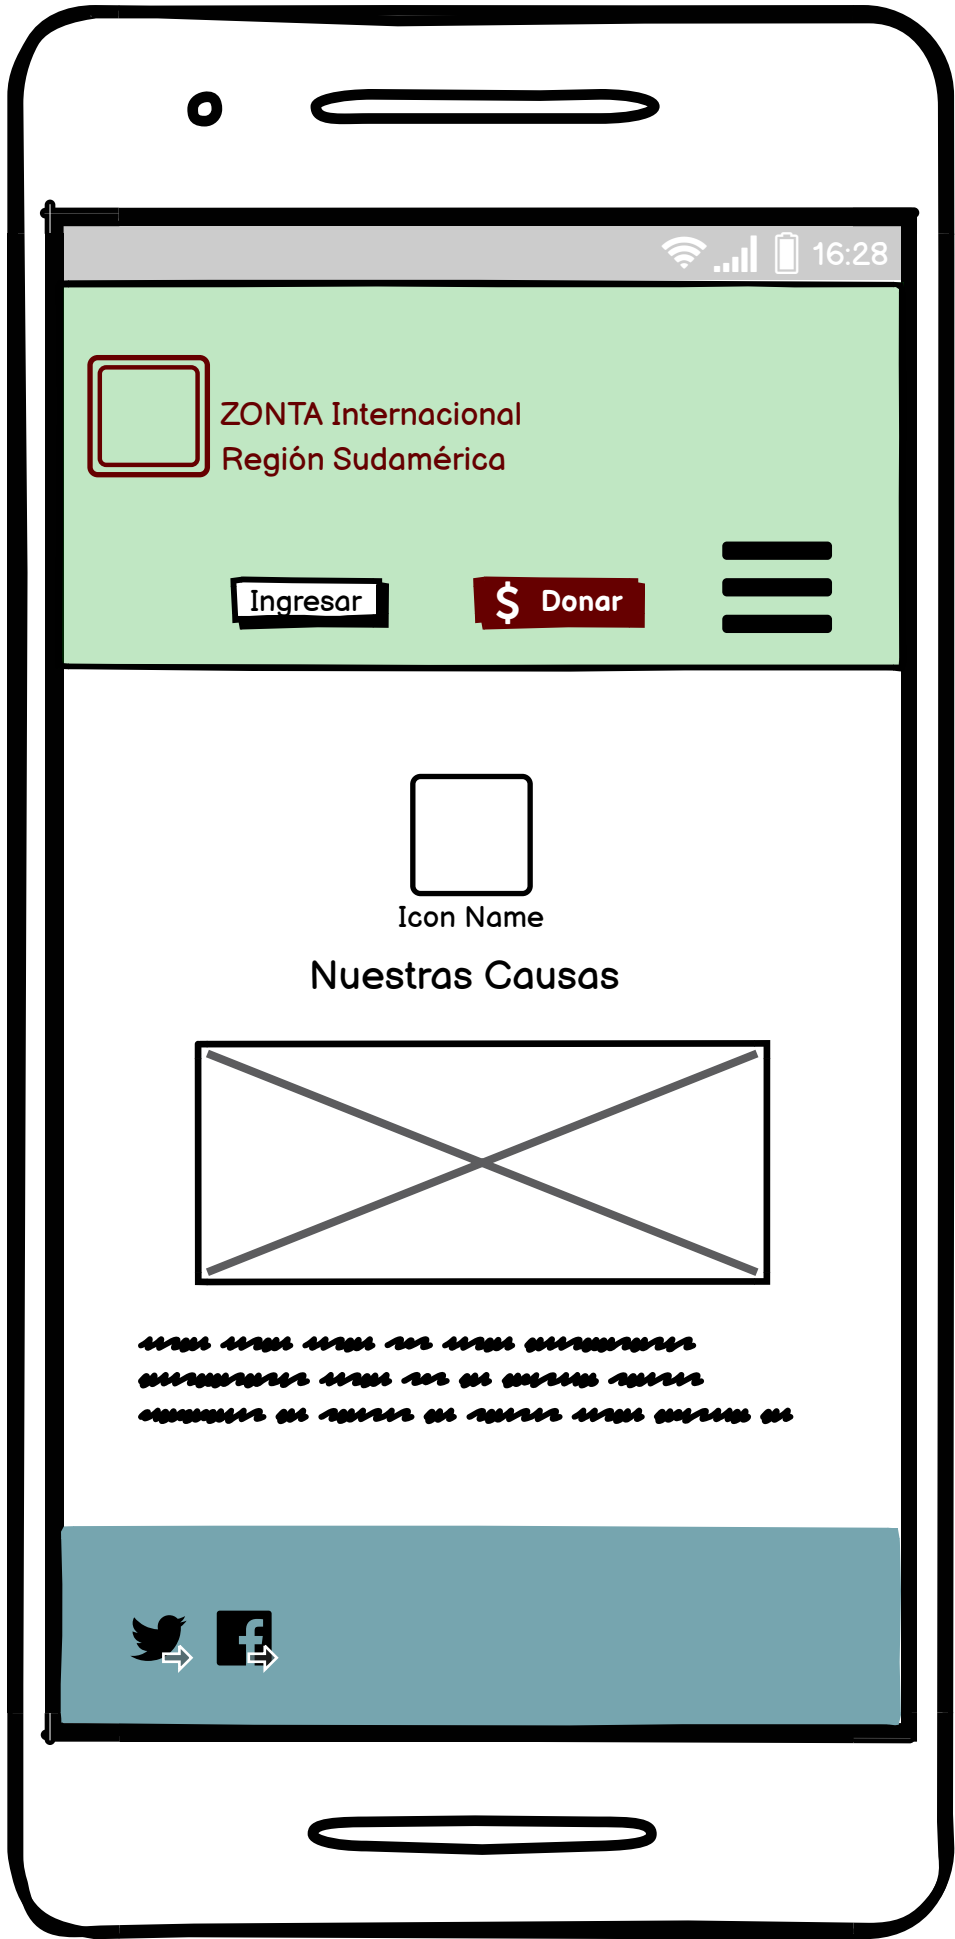 16:28
ZONTA Internacional
Región Sudamérica
Ingresar
$ Donar
Icon Name
Nuestras Causas